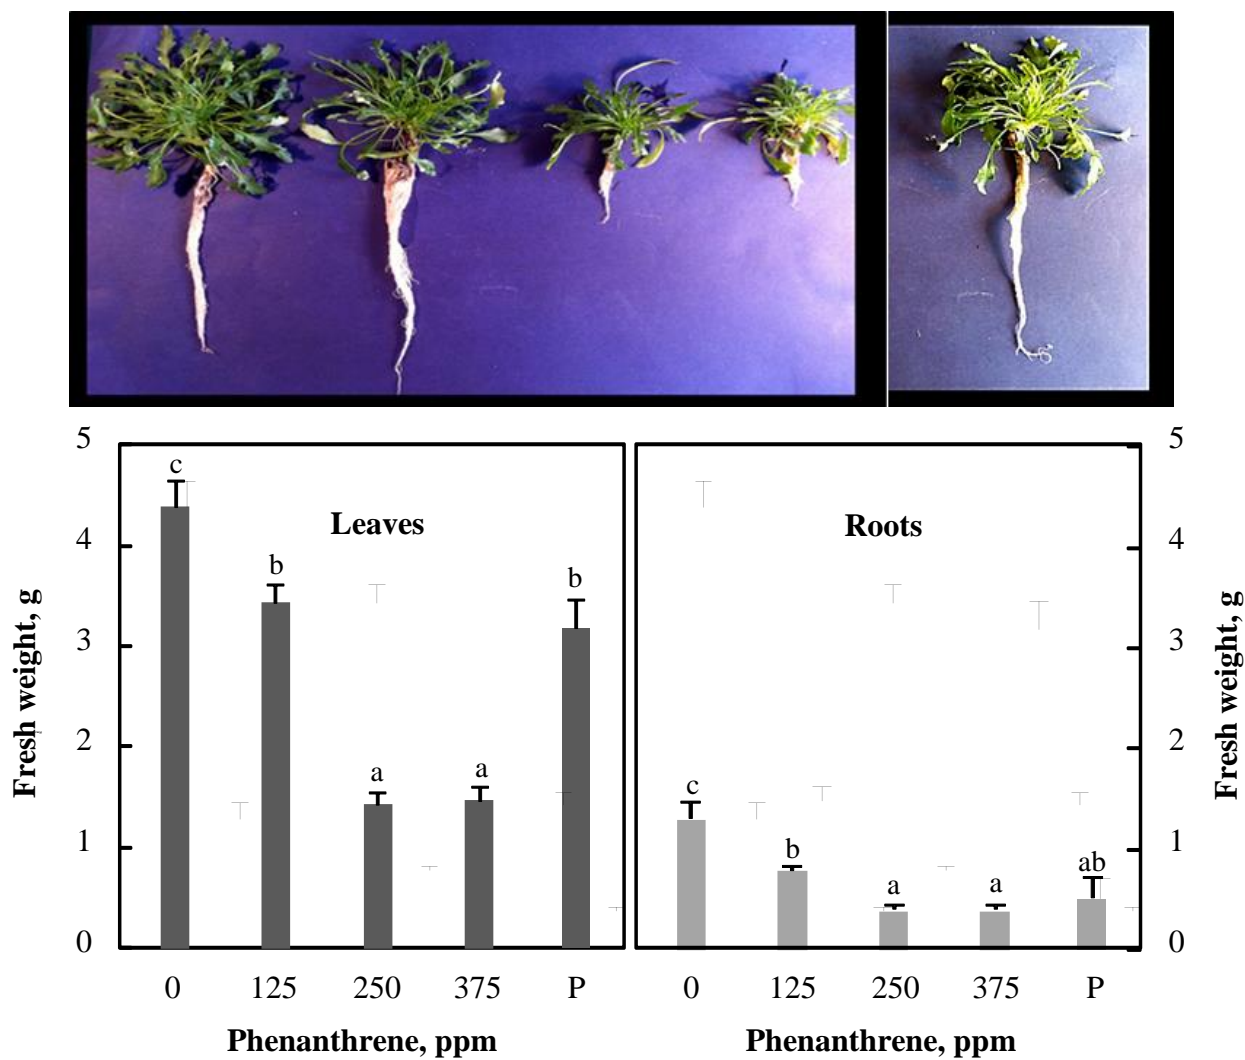 5
4
3
2
1
0
Fresh weight, g
c
b
a
a
b
Leaves
0
125
250
375
P
Phenanthrene, ppm
Roots
c
b
a
a
ab
0
125
250
375
P
Phenanthrene, ppm
5
4
3
2
1
0
Fresh weight, g